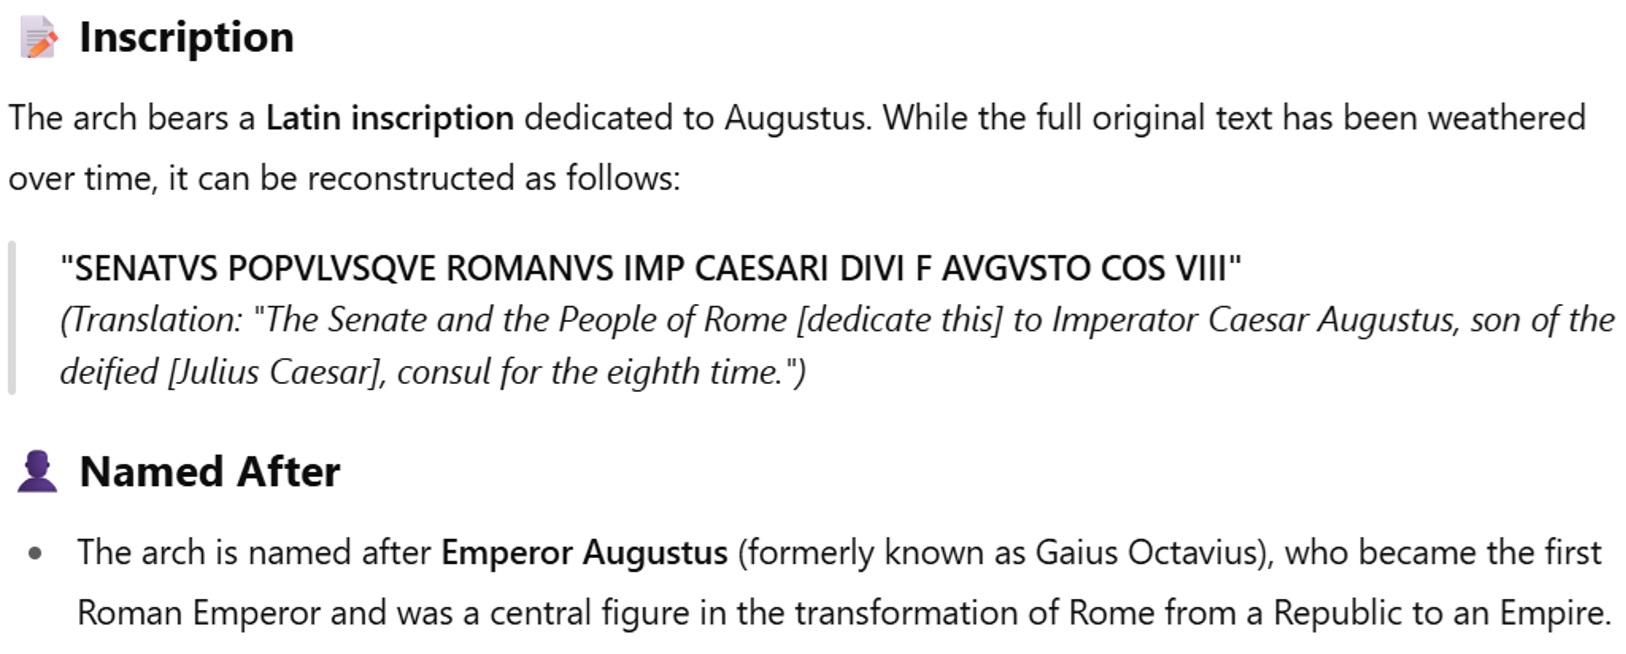 Inscription
The arch bears a Latin inscription dedicated to Augustus. While the full original text has been weathered
over time, it can be reconstructed as follows:
"SENATVS POPVLVSQVE ROMANVS IMP CAESARI DIVI F AVGVSTO COS VIII"
(Translation: "The Senate and the People of Rome [dedicate this] to Imperator Caesar Augustus, son of the
deified [Julius Caesar], consul for the eighth time.")
Named After
• The arch is named after Emperor Augustus (formerly known as Gaius Octavius), who became the first
Roman Emperor and was a central figure in the transformation of Rome from a Republic to an Empire.